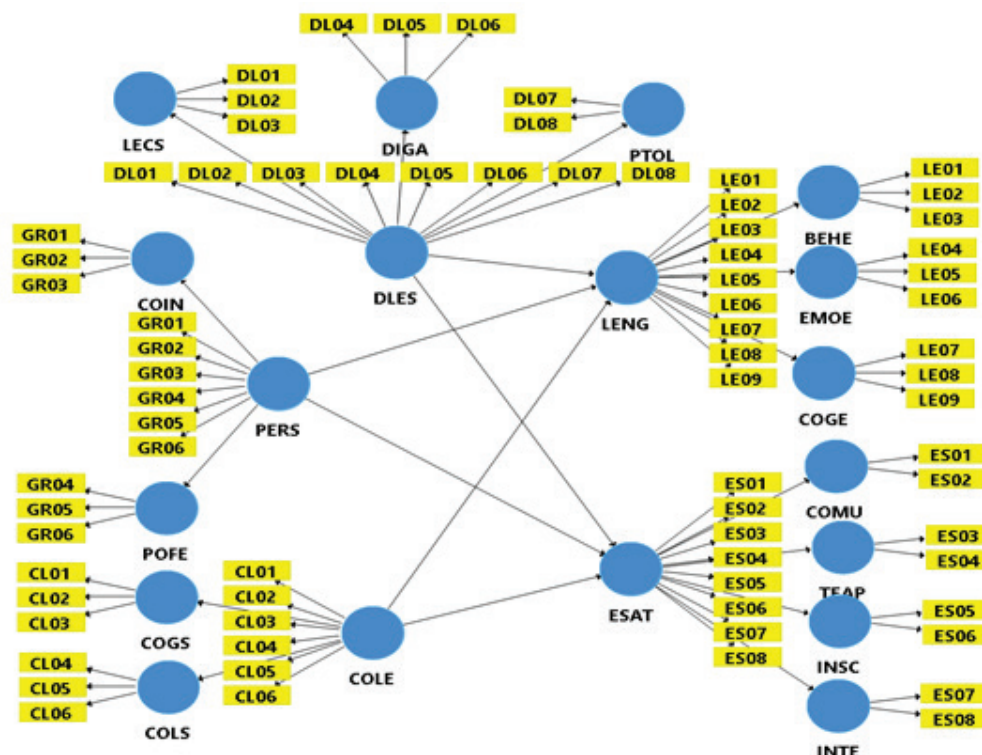 DL04 DL05 DL06
DL01
DL02
DL03
LECS
DIGA
DL07
DL08
PTOL
DL01 DL02 DL03 DL04 DL05 DL06 DL07 DL08
DLES
GR01
GR02
GR03
COIN
GR01
GR02
GR03
GR04
GR05
GR06
PERS
GR04
GR05
GR06
POFE
LE01
LE02
LE03
LE04
LE05
LE06
LE07
LE08
LE09
LENG
LE01
LE02
LE03
BEHE
LE04
LE05
LE06
EMOE
LE07
LE08
LE09
COGE
CL01
CL02
CL03
COGS
CL04
CL05
CL06
COLS
CL01
CL02
CL03
CL04
CL05
CL06
COLE
ES01
ES02
ES03
ES04
ES05
ES06
ES07
ES08
ESAT
ES01
ES02
COMU
ES03
ES04
TEAP
ES05
ES06
INSC
ES07
ES08
INTE